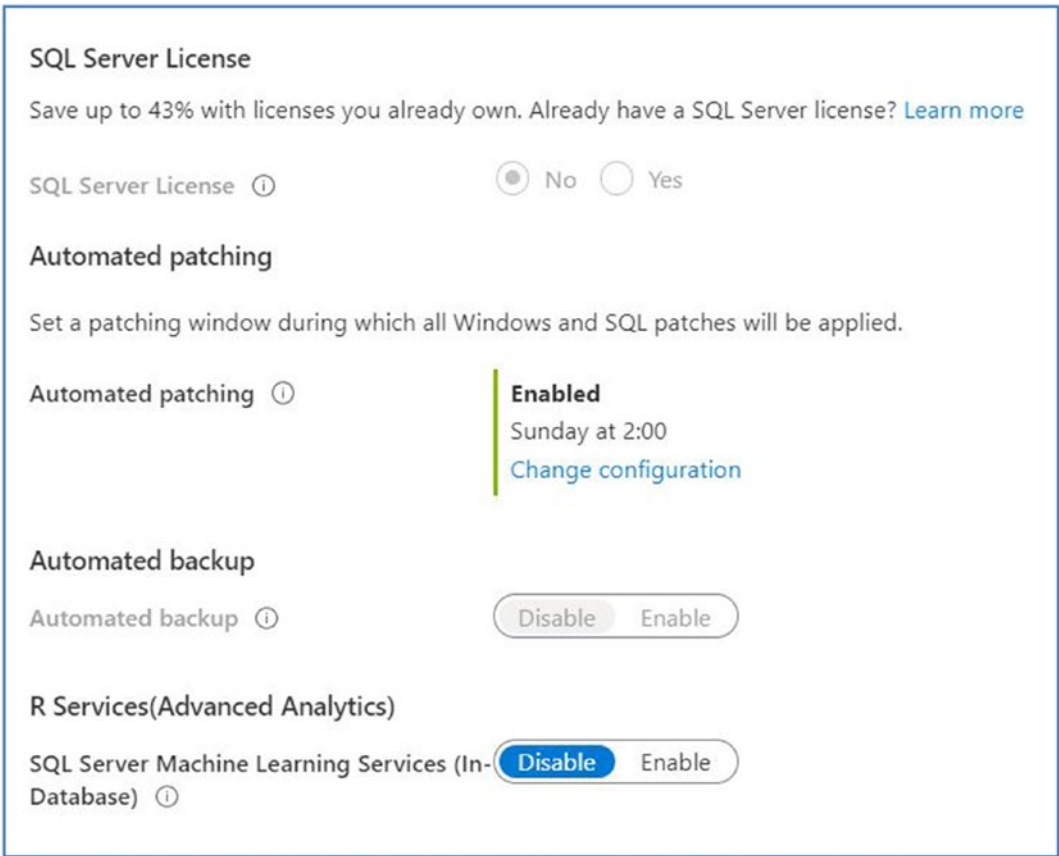 SQL Server License
Save up to 43% with licenses you already own. Already have a SQL Server license? Learn more
SQL Server License
No Yes
Automated patching
Set a patching window during which all Windows and SQL patches will be applied.
Automated patching
Enabled
Sunday at 2:00
Change configuration
Automated backup
Automated backup
Disable Enable
R Services(Advanced Analytics)
SQL Server Machine Learning Services (In-
Database)
Disable Enable